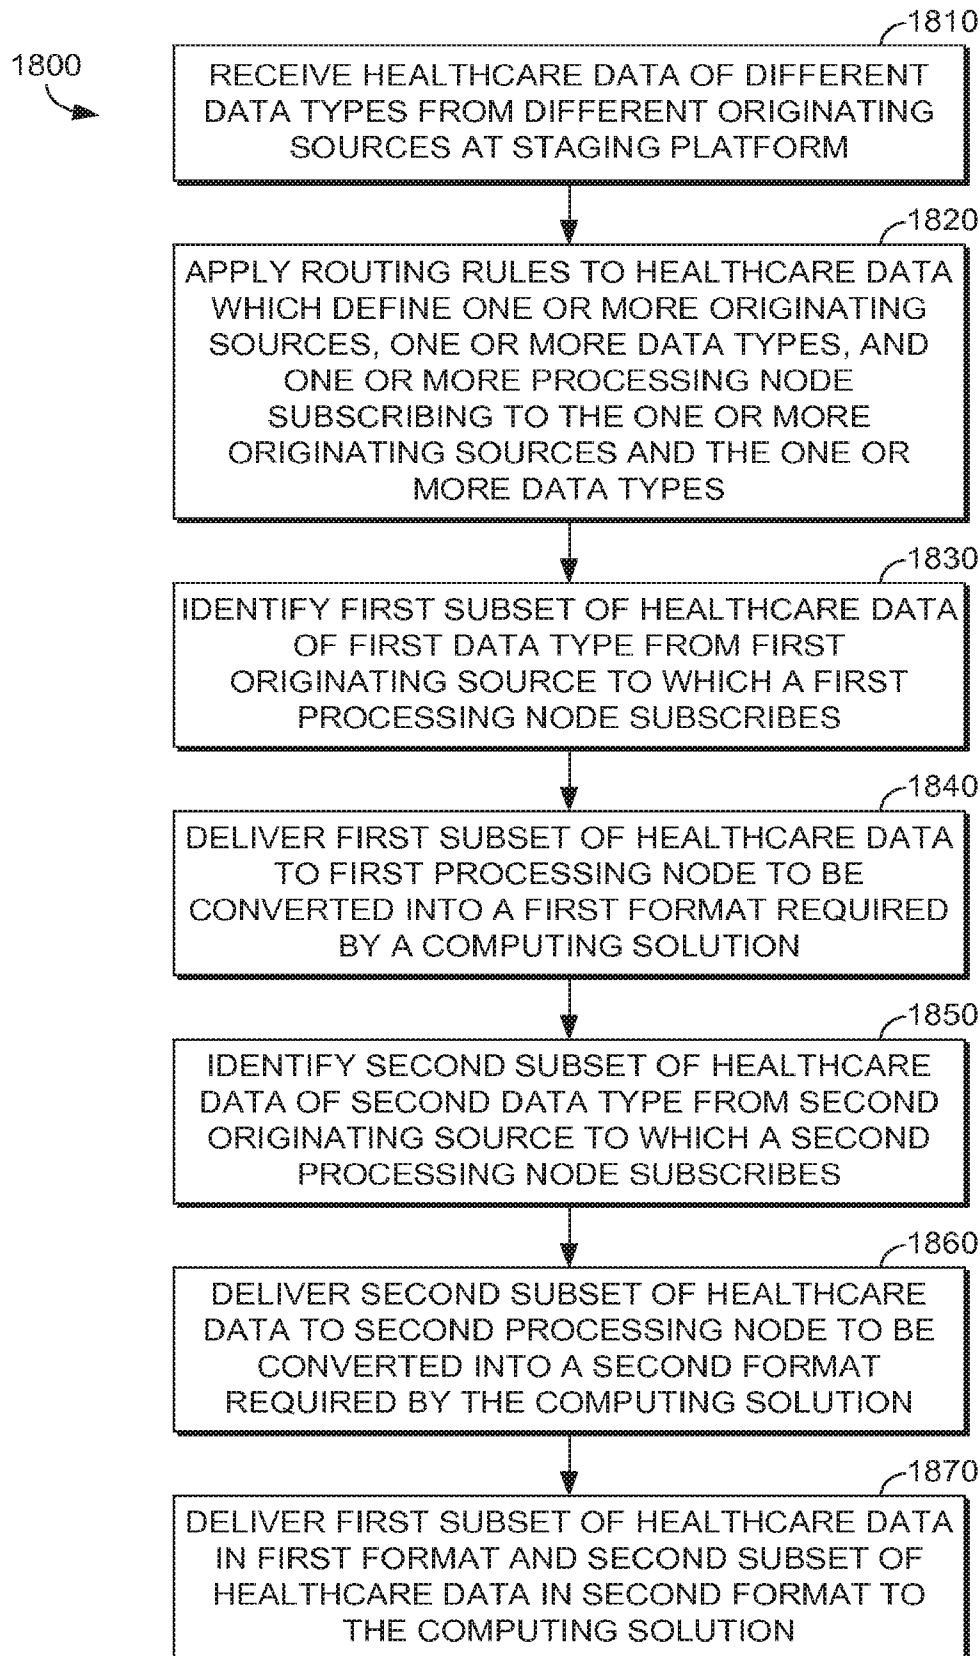 1800
1810
RECEIVE HEALTHCARE DATA OF DIFFERENT
DATA TYPES FROM DIFFERENT ORIGINATING
SOURCES AT STAGING PLATFORM
1820
APPLY ROUTING RULES TO HEALTHCARE DATA
WHICH DEFINE ONE OR MORE ORIGINATING
SOURCES, ONE OR MORE DATA TYPES, AND
ONE OR MORE PROCESSING NODE
SUBSCRIBING TO THE ONE OR MORE
ORIGINATING SOURCES AND THE ONE OR
MORE DATA TYPES
1830
IDENTIFY FIRST SUBSET OF HEALTHCARE DATA
OF FIRST DATA TYPE FROM FIRST
ORIGINATING SOURCE TO WHICH A FIRST
PROCESSING NODE SUBSCRIBES
1840
DELIVER FIRST SUBSET OF HEALTHCARE DATA
TO FIRST PROCESSING NODE TO BE
CONVERTED INTO A FIRST FORMAT REQUIRED
BY A COMPUTING SOLUTION
1850
IDENTIFY SECOND SUBSET OF HEALTHCARE
DATA OF SECOND DATA TYPE FROM SECOND
ORIGINATING SOURCE TO WHICH A SECOND
PROCESSING NODE SUBSCRIBES
1860
DELIVER SECOND SUBSET OF HEALTHCARE
DATA TO SECOND PROCESSING NODE TO BE
CONVERTED INTO A SECOND FORMAT
REQUIRED BY THE COMPUTING SOLUTION
1870
DELIVER FIRST SUBSET OF HEALTHCARE DATA
IN FIRST FORMAT AND SECOND SUBSET OF
HEALTHCARE DATA IN SECOND FORMAT TO
THE COMPUTING SOLUTION